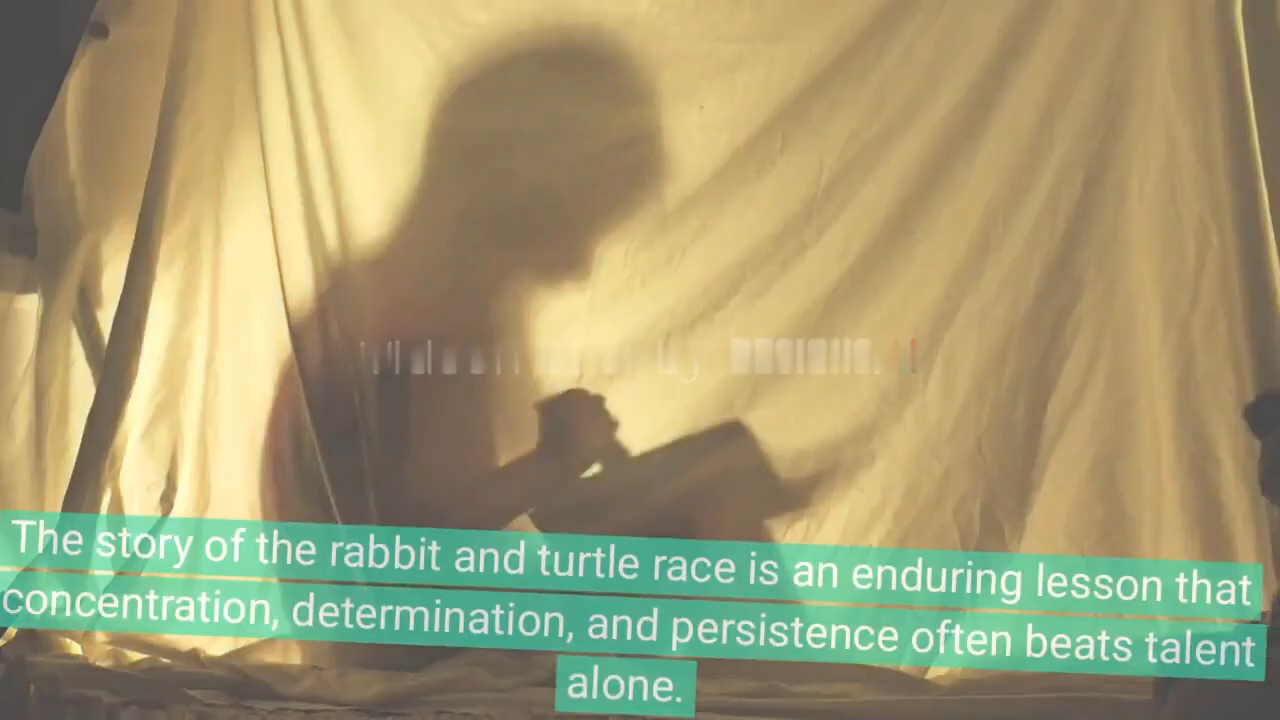 The story of the rabbit and turtle race is an enduring lesson that
concentration, determination, and persistence often beats talent
alone.